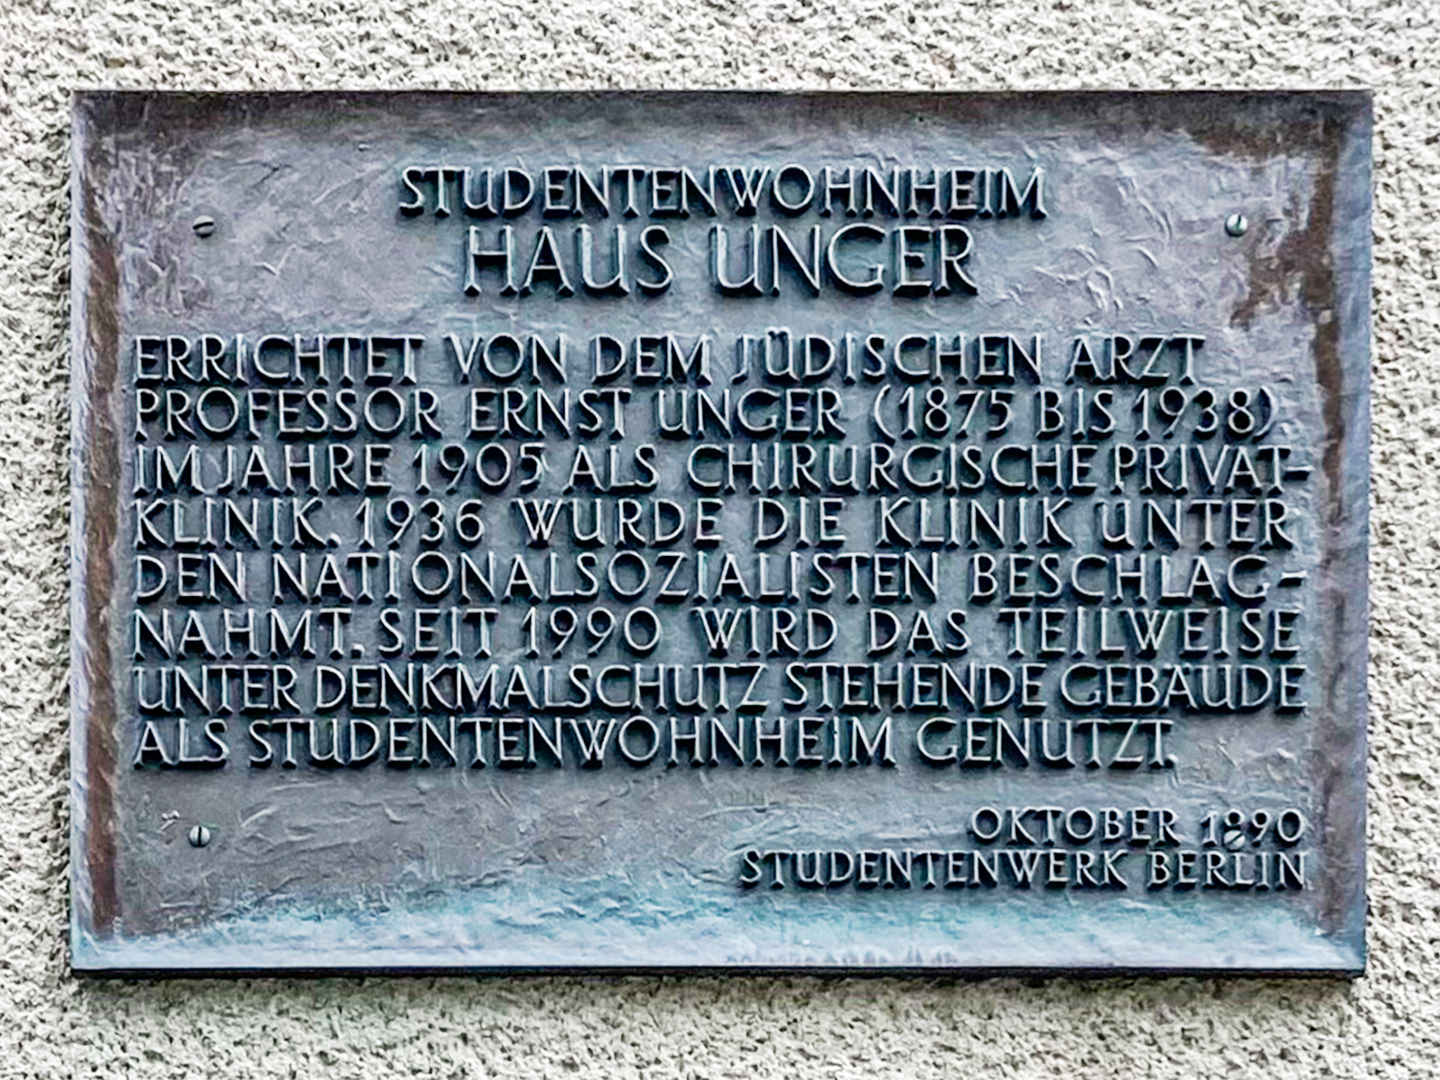 STUDENTENWOHNHEIM
HAUS UNGER
ERRICHTET VON DEM JÜDISCHEN ARZT
PROFESSOR ERNST UNGER (1875 BIS 1938)
IM JAHRE 1905 ALS CHIRURGISCHE PRIVAT-
KLINIK. 1936 WURDE DIE KLINIK UNTER
DEN NATIONALSOZIALISTEN BESCHLAG-
NAHMT. SEIT 1990 WIRD DAS TEILWEISE
UNTER DENKMALSCHUTZ STEHENDE GEBÄUDE
ALS STUDENTENWOHNHEIM GENUTZT.
OKTOBER 1990
STUDENTENWERK BERLIN